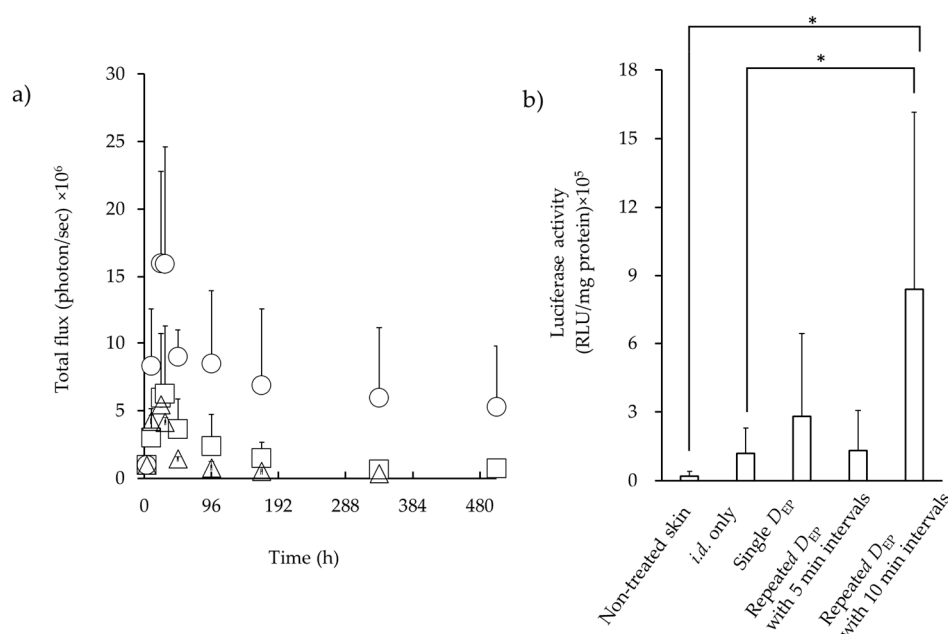 a)
Total flux (photon/sec) ×10⁶
30
25
20
15
10
5
0
0 96 192 288 384 480
Time (h)
b)
*
*
Luciferase activity
(RLU/mg protein)×10⁵
18
15
12
9
6
3
0
Non-treated skin
i.d. only
Single DEP
Repeated DEP
with 5 min intervals
Repeated DEP
with 10 min intervals